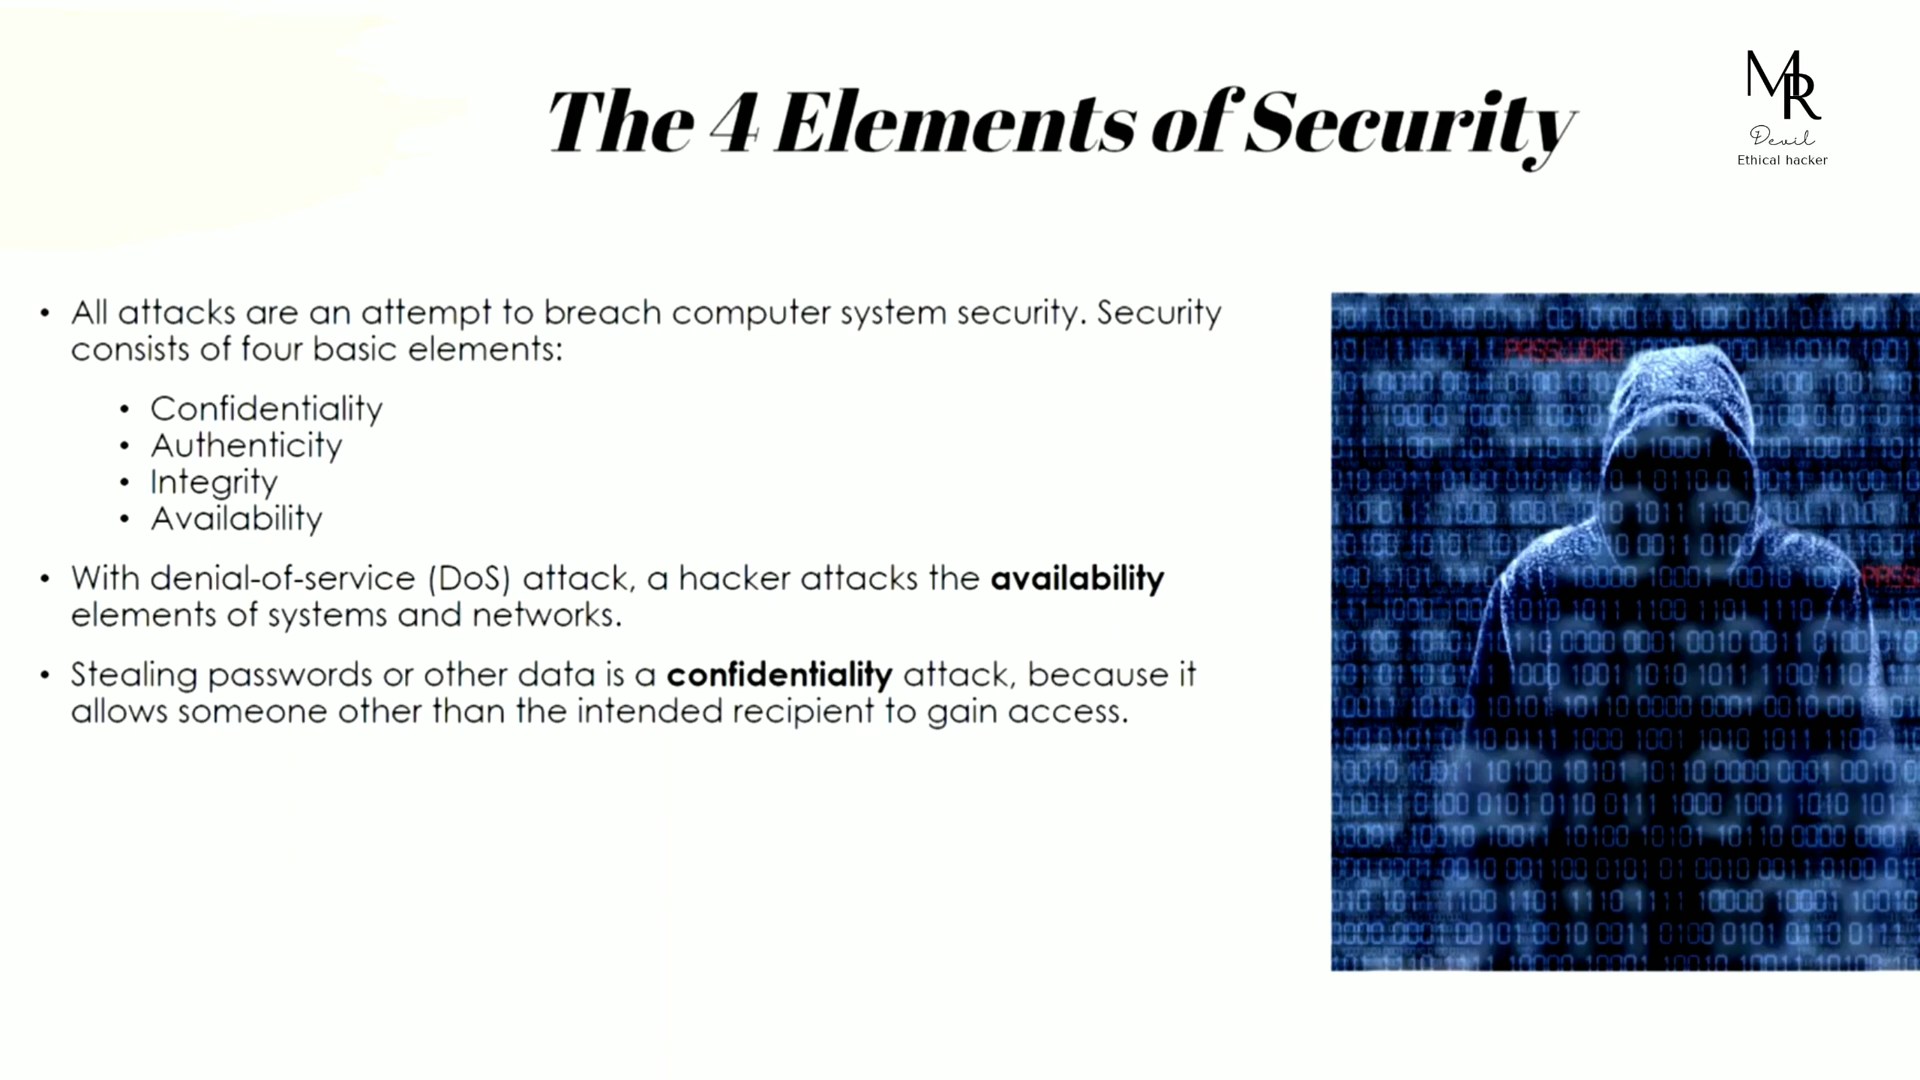 The 4 Elements of Security
MR
Devil
Ethical hacker
• All attacks are an attempt to breach computer system security. Security
consists of four basic elements:
• Confidentiality
• Authenticity
• Integrity
• Availability
• With denial-of-service (DoS) attack, a hacker attacks the availability
elements of systems and networks.
• Stealing passwords or other data is a confidentiality attack, because it
allows someone other than the intended recipient to gain access.
PASSWORD